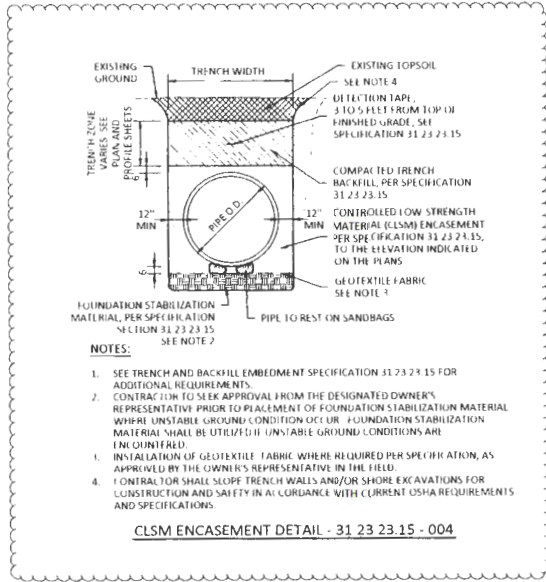 EXISTING
GROUND
TRENCH WIDTH
EXISTING TOPSOIL
SEE NOTE 4
DETECTION TAPE,
3 TO 5 FEET FROM TOP OF
FINISHED GRADE, SEE
SPECIFICATION 31 23 23.15
TRENCH ZONE
VARIES SEE
PLAN AND
PROFILE SHEETS
6"
COMPACTED TRENCH
BACKFILL, PER SPECIFICATION
31 23 23.15
12"
MIN
PIPE O.D.
12"
MIN
CONTROLLED LOW STRENGTH
MATERIAL (CLSM) ENCASEMENT
PER SPECIFICATION 31 23 23.15,
TO THE ELEVATION INDICATED
ON THE PLANS
6"
GEOTEXTILE FABRIC
SEE NOTE 3
FOUNDATION STABILIZATION
MATERIAL, PER SPECIFICATION
SECTION 31 23 23 15
SEE NOTE 2
PIPE TO REST ON SANDBAGS
NOTES:
1. SEE TRENCH AND BACKFILL EMBEDMENT SPECIFICATION 31 23 23.15 FOR
ADDITIONAL REQUIREMENTS.
2. CONTRACTOR TO SEEK APPROVAL FROM THE DESIGNATED OWNER'S
REPRESENTATIVE PRIOR TO PLACEMENT OF FOUNDATION STABILIZATION MATERIAL
WHERE UNSTABLE GROUND CONDITION OCCUR FOUNDATION STABILIZATION
MATERIAL SHALL BE UTILIZED IF UNSTABLE GROUND CONDITIONS ARE
ENCOUNTERED.
3. INSTALLATION OF GEOTEXTILE FABRIC WHERE REQUIRED PER SPECIFICATION, AS
APPROVED BY THE OWNER'S REPRESENTATIVE IN THE FIELD.
4. CONTRACTOR SHALL SLOPE TRENCH WALLS AND/OR SHORE EXCAVATIONS FOR
CONSTRUCTION AND SAFETY IN ACCORDANCE WITH CURRENT OSHA REQUIREMENTS
AND SPECIFICATIONS.
CLSM ENCASEMENT DETAIL - 31 23 23.15 - 004